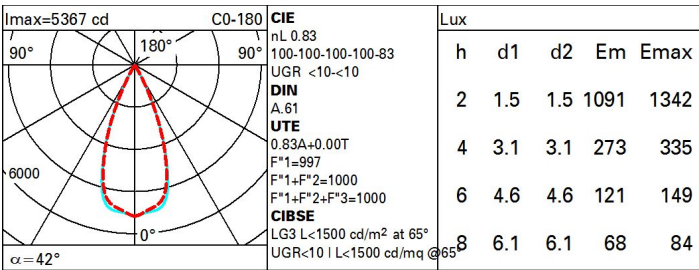 Imax=5367 cd C0-180
90° 180° 90°
6000
0°
α=42°
CIE
nL 0.83
100-100-100-100-83
UGR <10-<10
DIN
A.61
UTE
0.83A+0.00T
F"1=997
F"1+F"2=1000
F"1+F"2+F"3=1000
CIBSE
LG3 L<1500 cd/m² at 65°
UGR<10 | L<1500 cd/mq @65°
Lux
h d1 d2 Em Emax
2 1.5 1.5 1091 1342
4 3.1 3.1 273 335
6 4.6 4.6 121 149
8 6.1 6.1 68 84